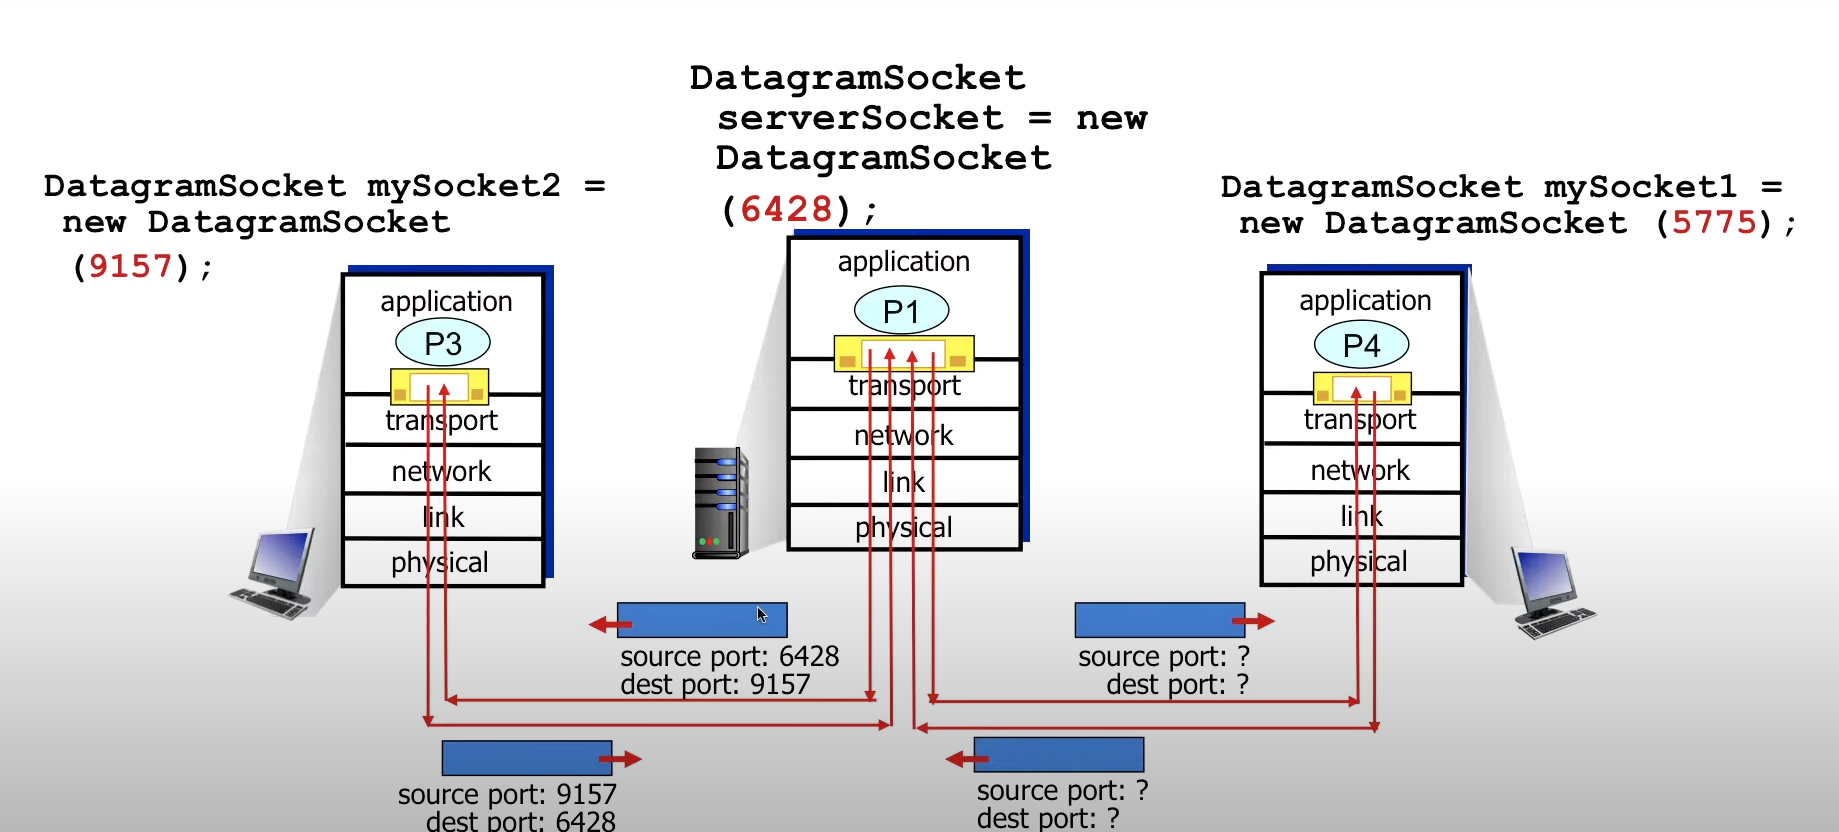 DatagramSocket
serverSocket = new
DatagramSocket
(6428);
DatagramSocket mySocket2 =
new DatagramSocket
(9157);
DatagramSocket mySocket1 =
new DatagramSocket (5775);
application
P3
transport
network
link
physical
application
P1
transport
network
link
physical
application
P4
transport
network
link
physical
source port: 6428
dest port: 9157
source port: ?
dest port: ?
source port: 9157
dest port: 6428
source port: ?
dest port: ?